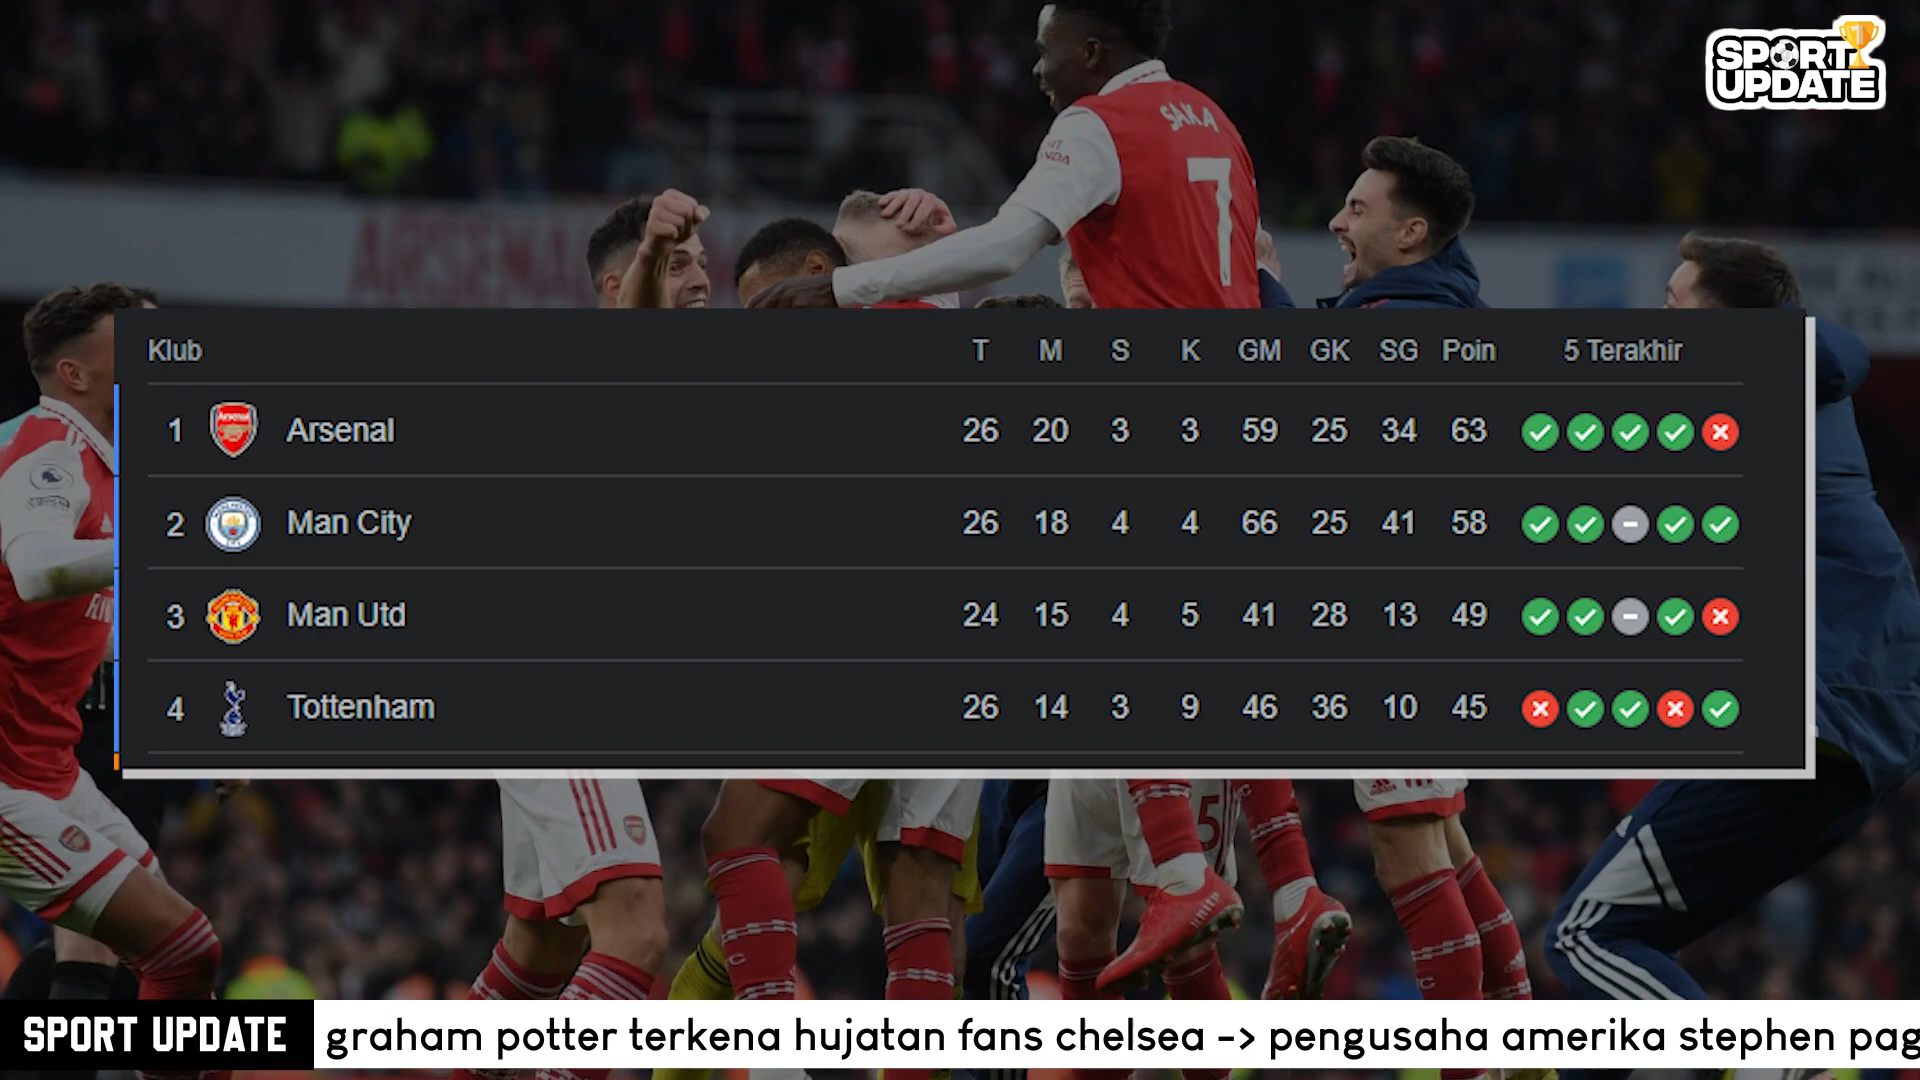 SPORT
UPDATE
SAKA
7
ARSENAL
Klub T M S K GM GK SG Poin 5 Terakhir
1 Arsenal 26 20 3 3 59 25 34 63
2 Man City 26 18 4 4 66 25 41 58
3 Man Utd 24 15 4 5 41 28 13 49
4 Tottenham 26 14 3 9 46 36 10 45
SPORT UPDATE graham potter terkena hujatan fans chelsea -> pengusaha amerika stephen pag